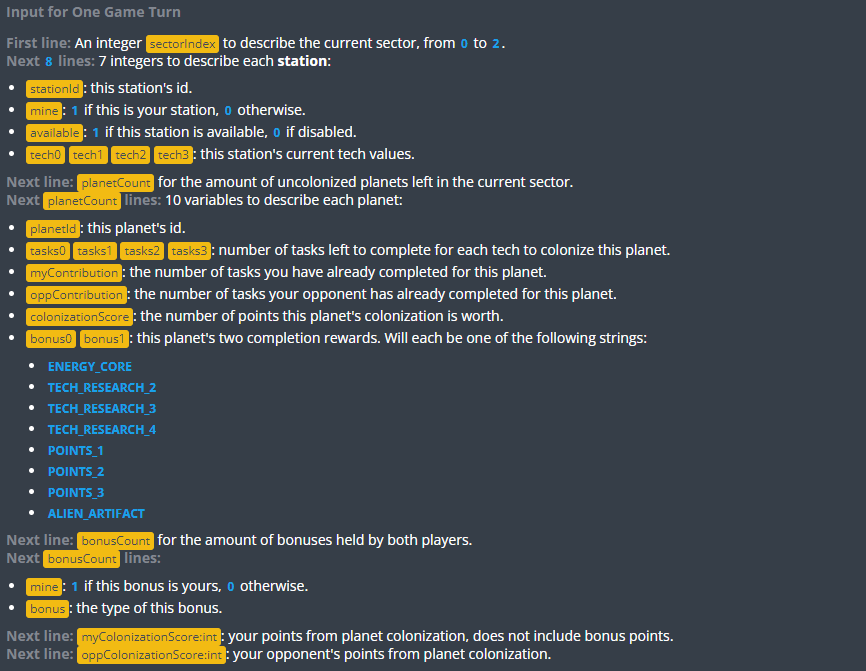 Input for One Game Turn
First line: An integer sectorIndex to describe the current sector, from 0 to 2.
Next 8 lines: 7 integers to describe each station:
• stationId: this station's id.
• mine: 1 if this is your station, 0 otherwise.
• available: 1 if this station is available, 0 if disabled.
• tech0 tech1 tech2 tech3: this station's current tech values.
Next line: planetCount for the amount of uncolonized planets left in the current sector.
Next planetCount lines: 10 variables to describe each planet:
• planetId: this planet's id.
• tasks0 tasks1 tasks2 tasks3: number of tasks left to complete for each tech to colonize this planet.
• myContribution: the number of tasks you have already completed for this planet.
• oppContribution: the number of tasks your opponent has already completed for this planet.
• colonizationScore: the number of points this planet's colonization is worth.
• bonus0 bonus1: this planet's two completion rewards. Will each be one of the following strings:
• ENERGY_CORE
• TECH_RESEARCH_2
• TECH_RESEARCH_3
• TECH_RESEARCH_4
• POINTS_1
• POINTS_2
• POINTS_3
• ALIEN_ARTIFACT
Next line: bonusCount for the amount of bonuses held by both players.
Next bonusCount lines:
• mine: 1 if this bonus is yours, 0 otherwise.
• bonus: the type of this bonus.
Next line: myColonizationScore:int: your points from planet colonization, does not include bonus points.
Next line: oppColonizationScore:int: your opponent's points from planet colonization.